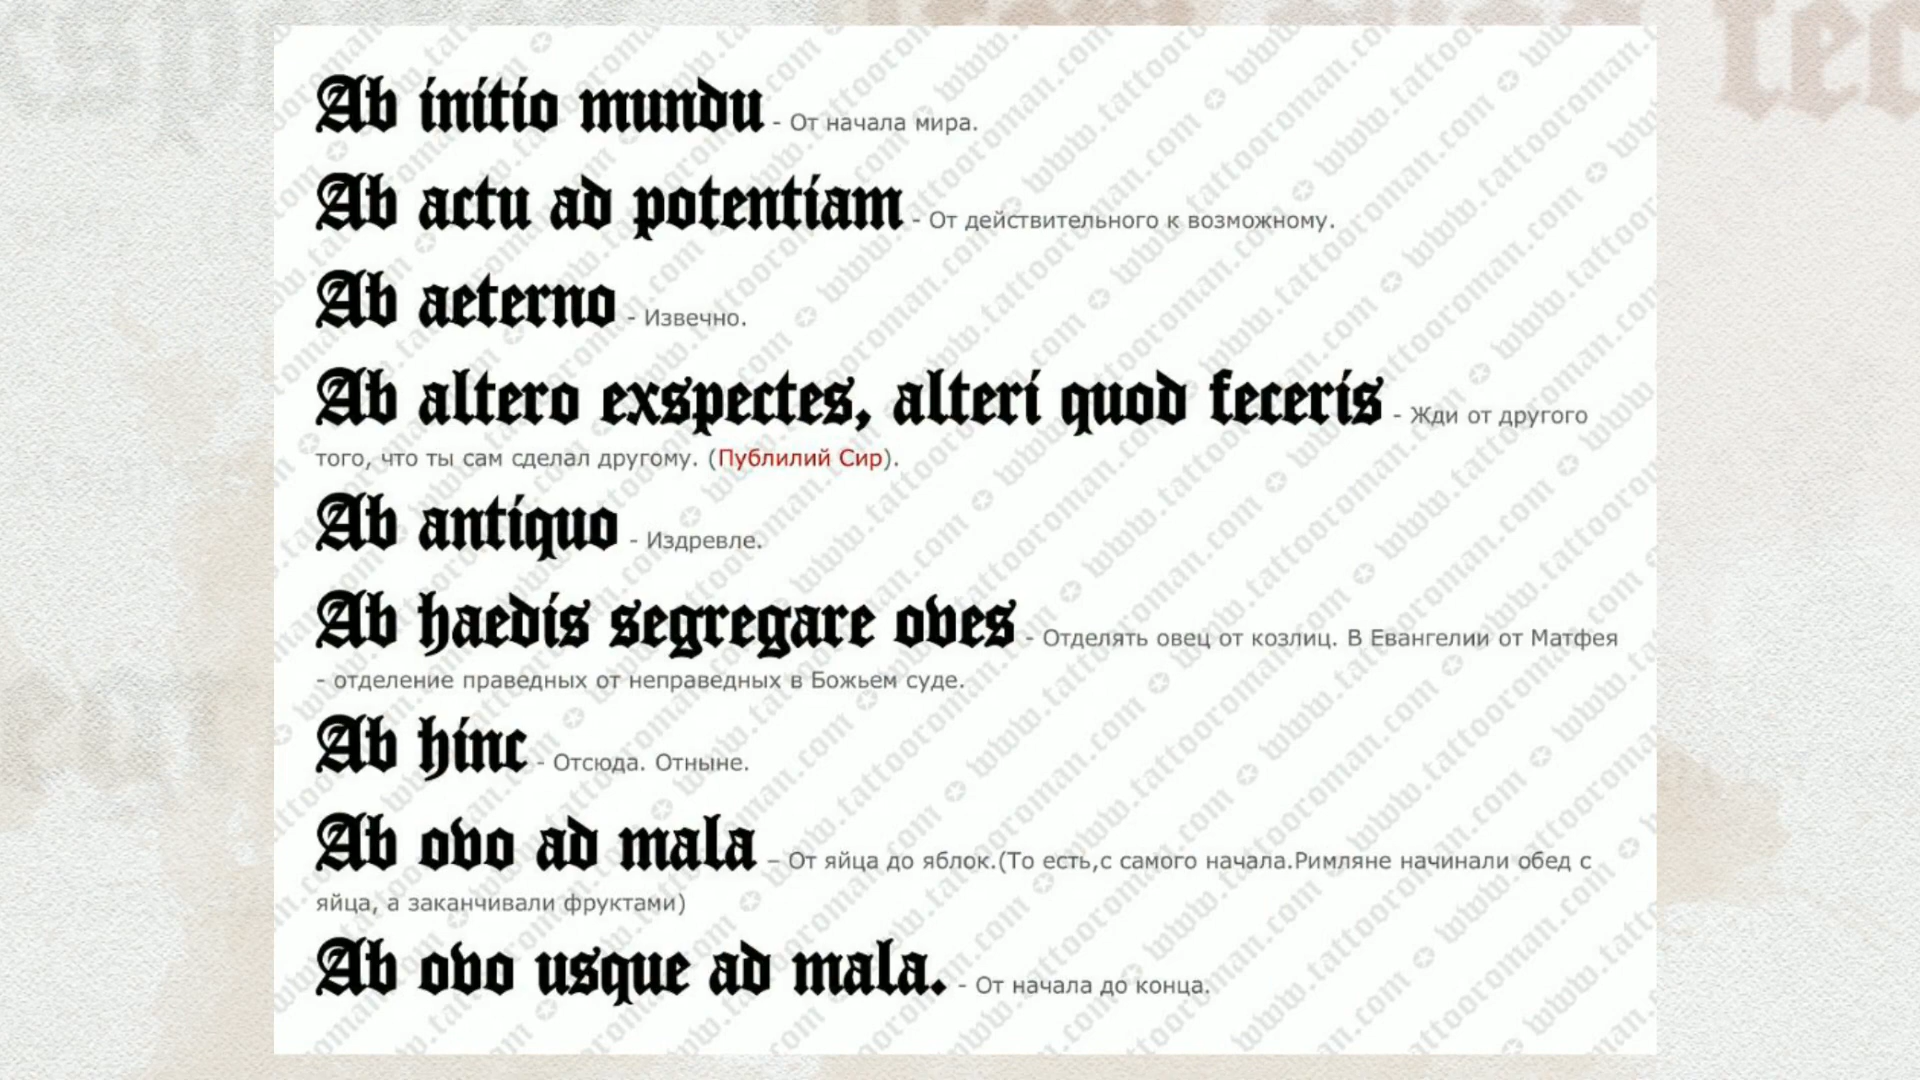 Ab initio mundu - От начала мира.
Ab actu ad potentiam - От действительного к возможному.
Ab aeterno - Извечно.
Ab altero exspectes, alteri quod feceris - Жди от другого
того, что ты сам сделал другому. (Публилий Сир).
Ab antiquo - Издревле.
Ab haedis segregare oves - Отделять овец от козлиц. В Евангелии от Матфея
- отделение праведных от неправедных в Божьем суде.
Ab hinc - Отсюда. Отныне.
Ab ovo ad mala – От яйца до яблок.(То есть,с самого начала.Римляне начинали обед с
яйца, а заканчивали фруктами)
Ab ovo usque ad mala. - От начала до конца.
www.tattooroman.com